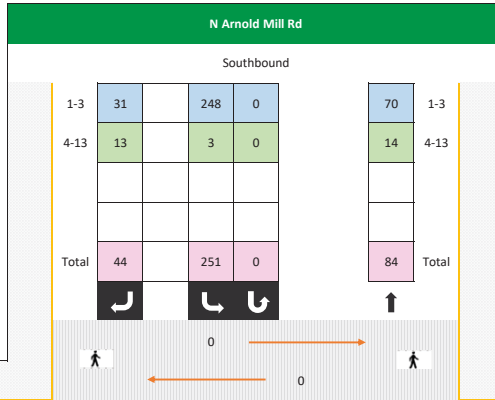 N Arnold Mill Rd
Southbound
1-3 31 248 0 70 1-3
4-13 13 3 0 14 4-13
Total 44 251 0 84 Total
0
0